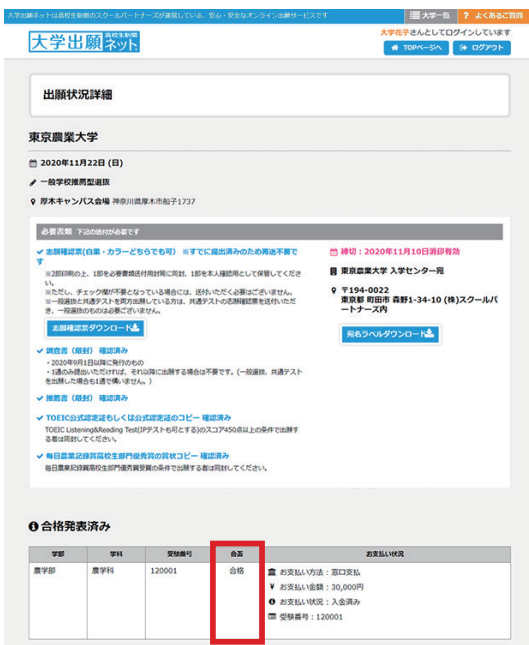 大学出願ネットは高校生新聞のスクールパートナーズが運営している、安心・安全なオンライン出願サービスです
大学一覧
? よくあるご質問
大学出願ネット
高校生新聞
大学花子さんとしてログインしています
TOPページへ
ログアウト
出願状況詳細
東京農業大学
2020年11月22日 (日)
一般学校推薦型選抜
厚木キャンパス会場 神奈川県厚木市船子1737
必要書類 下記の送付が必要です
志願確認票(白黒・カラーどちらでも可) ※すでに提出済みのため再送不要です
※2部印刷の上、1部を必要書類送付用封筒に同封、1部を本人確認用として保管してください。
※ただし、チェック欄が不要となっている場合には、送付いただく必要はございません。
※一般選抜と共通テストを両方出願している方は、共通テストの志願確認票を送付いただき、一般選抜のものは必要ございません。
志願確認票ダウンロード
調査書（厳封） 確認済み
・2020年9月1日以降に発行のもの
・1通のみ提出いただければ、それ以降に出願する場合は不要です。(一般選抜、共通テストを出願した場合も1通で構いません。)
推薦書（厳封） 確認済み
TOEIC公式認定証もしくは公式認定証のコピー 確認済み
TOEIC Listening&Reading Test(IPテストも可とする)のスコア450点以上の条件で出願する者は同封してください。
毎日農業記録賞高校生部門優秀賞の賞状コピー 確認済み
毎日農業記録賞高校生部門優秀賞受賞の条件で出願する者は同封してください。
締切：2020年11月10日消印有効
東京農業大学 入学センター宛
〒194-0022
東京都 町田市 森野1-34-10 (株)スクールパートナーズ内
宛名ラベルダウンロード
合格発表済み
学部 学科 受験番号 合否 お支払い状況
農学部 農学科 120001 合格 お支払い方法：窓口支払
¥ お支払い金額：30,000円
お支払い状況：入金済み
受験番号：120001